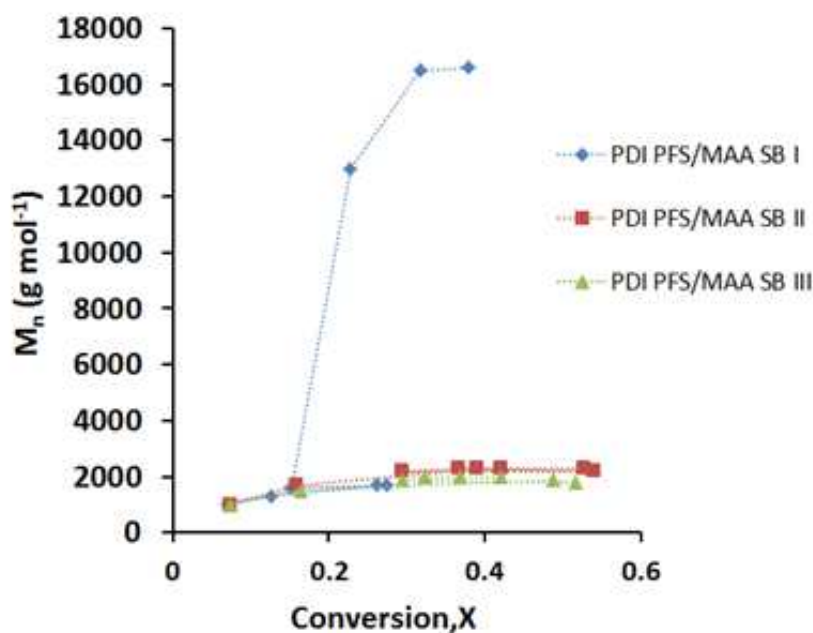 18000
16000
14000
12000
10000
8000
6000
4000
2000
0
Mn (g mol-1)
0 0.2 0.4 0.6
Conversion,X
PDI PFS/MAA SB I
PDI PFS/MAA SB II
PDI PFS/MAA SB III